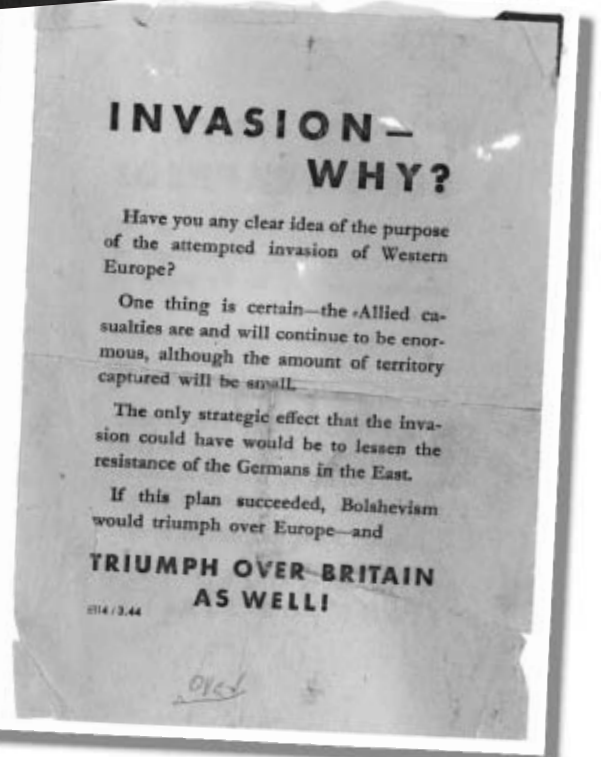 INVASION–
WHY?
Have you any clear idea of the purpose
of the attempted invasion of Western
Europe?
One thing is certain—the Allied ca-
sualties are and will continue to be enor-
mous, although the amount of territory
captured will be small.
The only strategic effect that the inva-
sion could have would be to lessen the
resistance of the Germans in the East.
If this plan succeeded, Bolshevism
would triumph over Europe—and
TRIUMPH OVER BRITAIN
AS WELL!
/3.44
Over